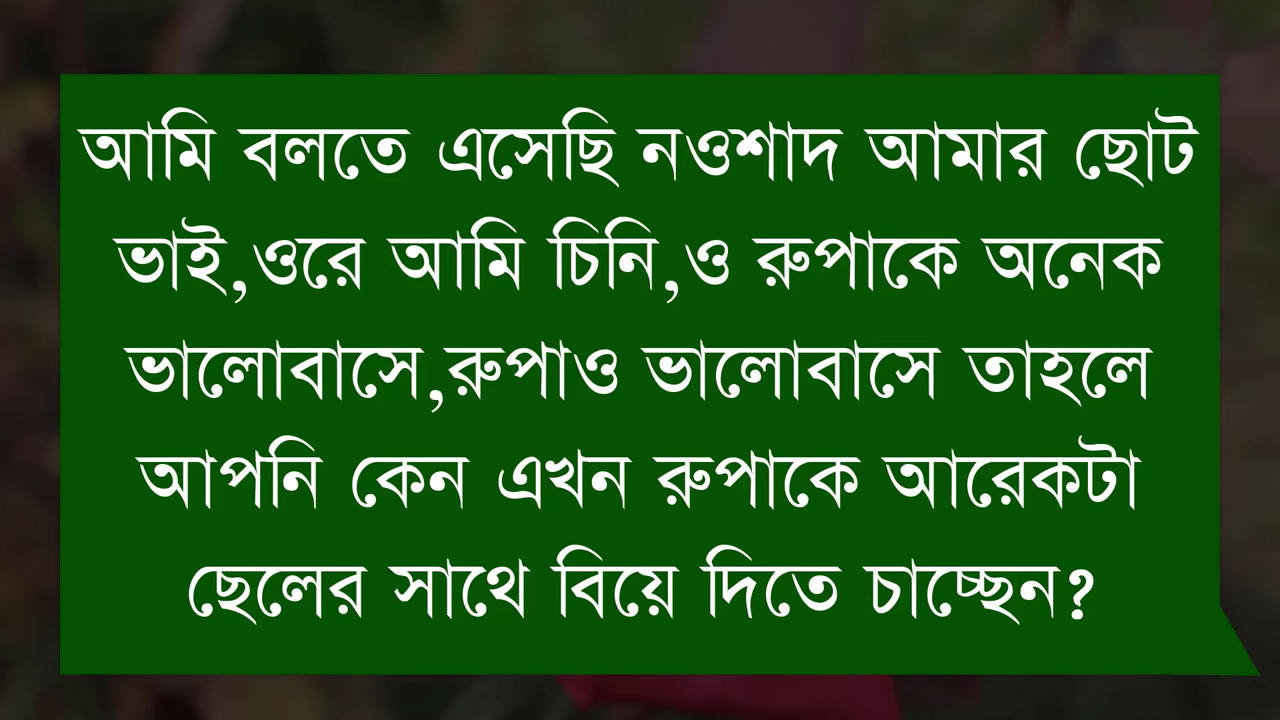 আমি বলতে এসেছি নওশাদ আমার ছোট
ভাই,ওরে আমি চিনি,ও রুপাকে অনেক
ভালোবাসে,রুপাও ভালোবাসে তাহলে
আপনি কেন এখন রুপাকে আরেকটা
ছেলের সাথে বিয়ে দিতে চাচ্ছেন?